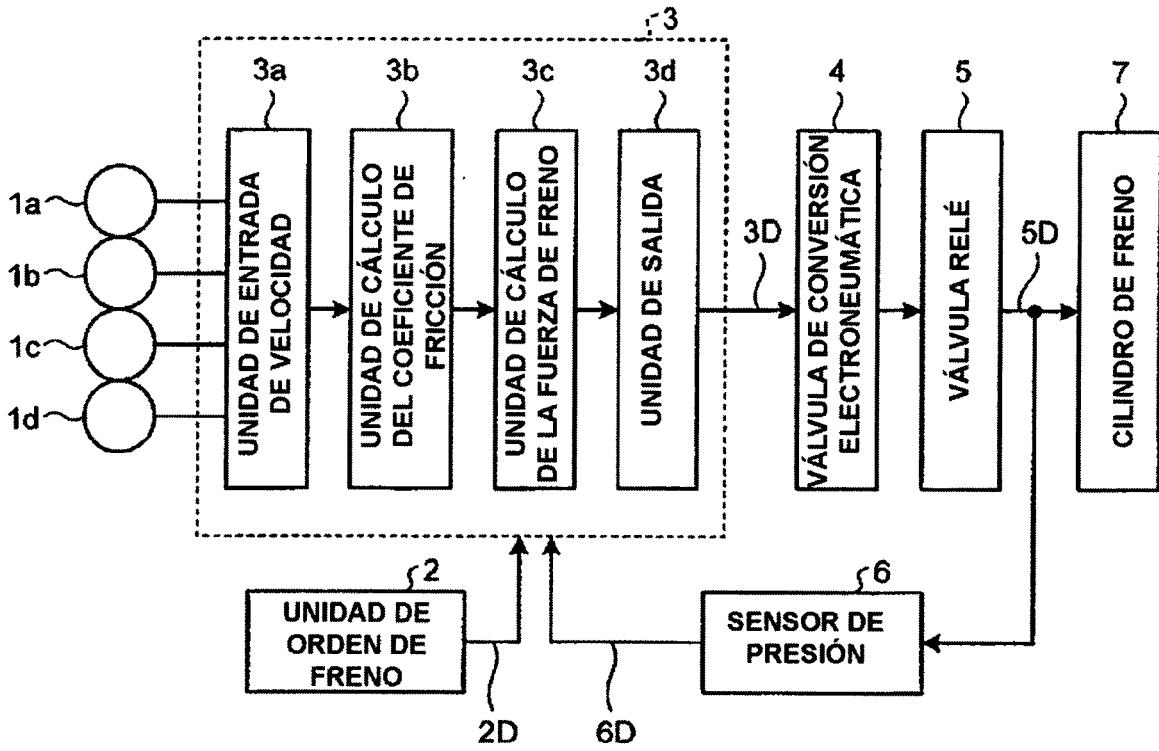 3
3a
3b
3c
3d
4
5
7
1a
1b
1c
1d
UNIDAD DE ENTRADA
DE VELOCIDAD
UNIDAD DE CÁLCULO
DEL COEFICIENTE DE
FRICCIÓN
UNIDAD DE CÁLCULO
DE LA FUERZA DE FRENO
UNIDAD DE SALIDA
3D
VÁLVULA DE CONVERSIÓN
ELECTRONEUMÁTICA
VÁLVULA RELÉ
5D
CILINDRO DE FRENO
2
UNIDAD DE
ORDEN DE
FRENO
2D
6
SENSOR DE
PRESIÓN
6D